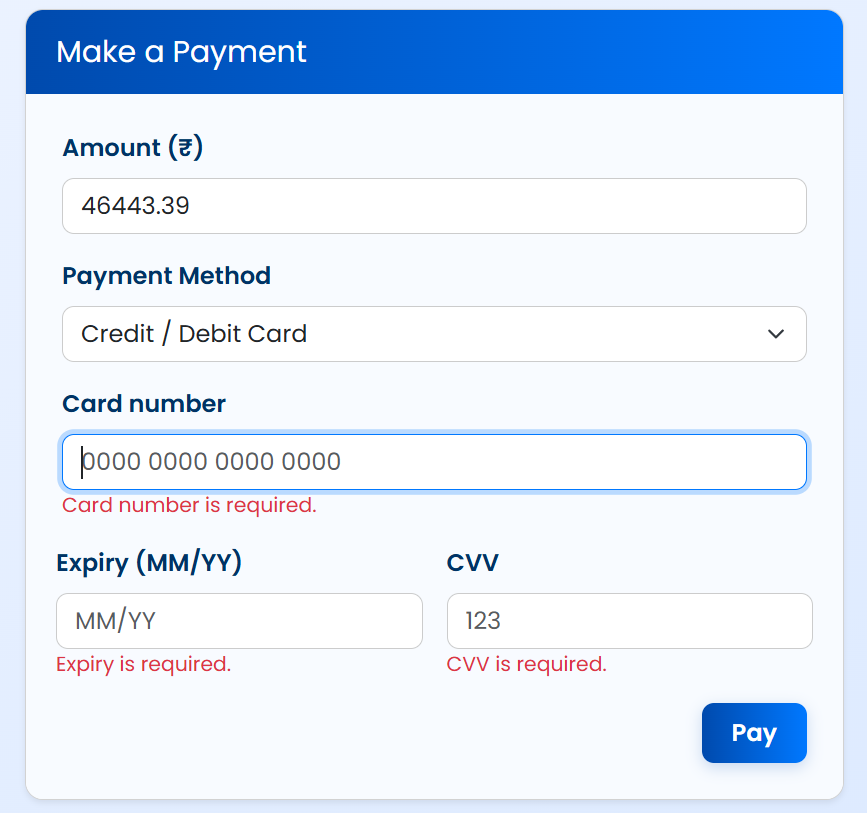 Make a Payment
Amount (₹)
46443.39
Payment Method
Credit / Debit Card
Card number
0000 0000 0000 0000
Card number is required.
Expiry (MM/YY) CVV
MM/YY 123
Expiry is required. CVV is required.
Pay